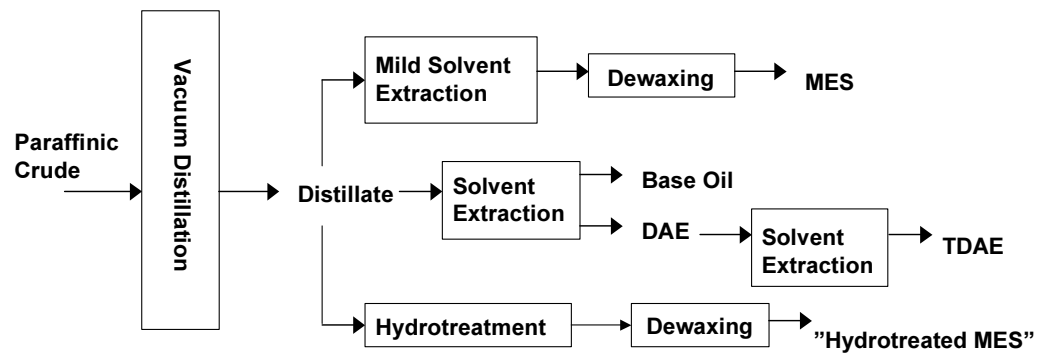 Paraffinic
Crude
Vacuum Distillation
Distillate
Mild Solvent
Extraction
Dewaxing
MES
Solvent
Extraction
Base Oil
DAE
Solvent
Extraction
TDAE
Hydrotreatment
Dewaxing
”Hydrotreated MES”